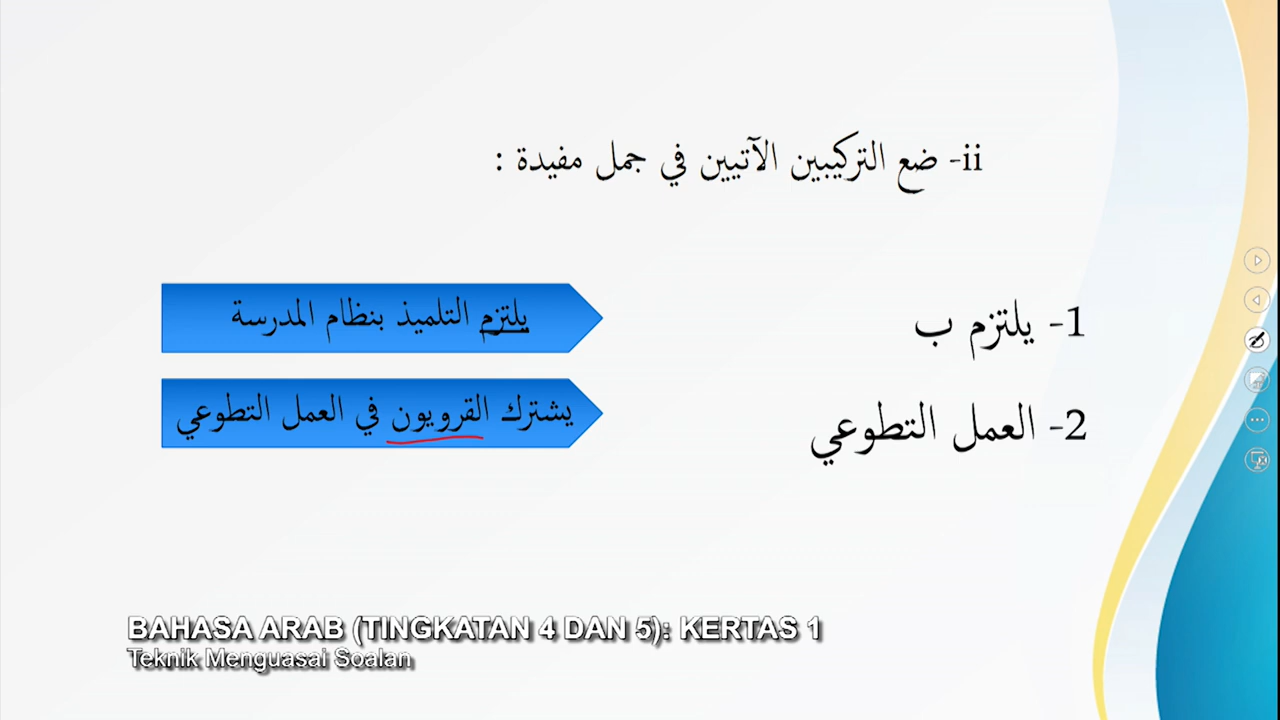 ii- ضع التركيبين الآتيين في جمل مفيدة :
1- يلتزم ب
يلتزم التلميذ بنظام المدرسة
2- العمل التطوعي
يشترك القرويون في العمل التطوعي
BAHASA ARAB (TINGKATAN 4 DAN 5): KERTAS 1
Teknik Menguasai Soalan